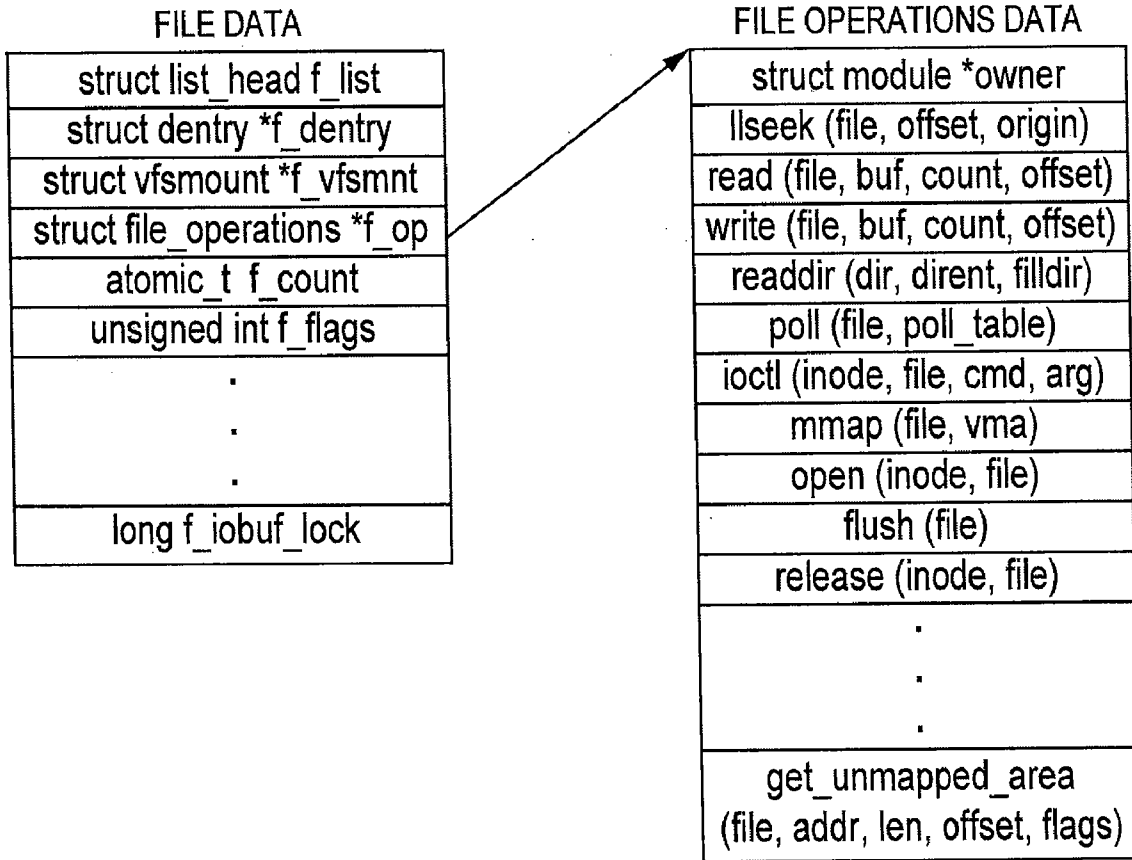 FILE DATA
struct list_head f_list
struct dentry *f_dentry
struct vfsmount *f_vfsmnt
struct file_operations *f_op
atomic_t f_count
unsigned int f_flags
.
.
.
long f_iobuf_lock
FILE OPERATIONS DATA
struct module *owner
llseek (file, offset, origin)
read (file, buf, count, offset)
write (file, buf, count, offset)
readdir (dir, dirent, filldir)
poll (file, poll_table)
ioctl (inode, file, cmd, arg)
mmap (file, vma)
open (inode, file)
flush (file)
release (inode, file)
.
.
.
get_unmapped_area
(file, addr, len, offset, flags)